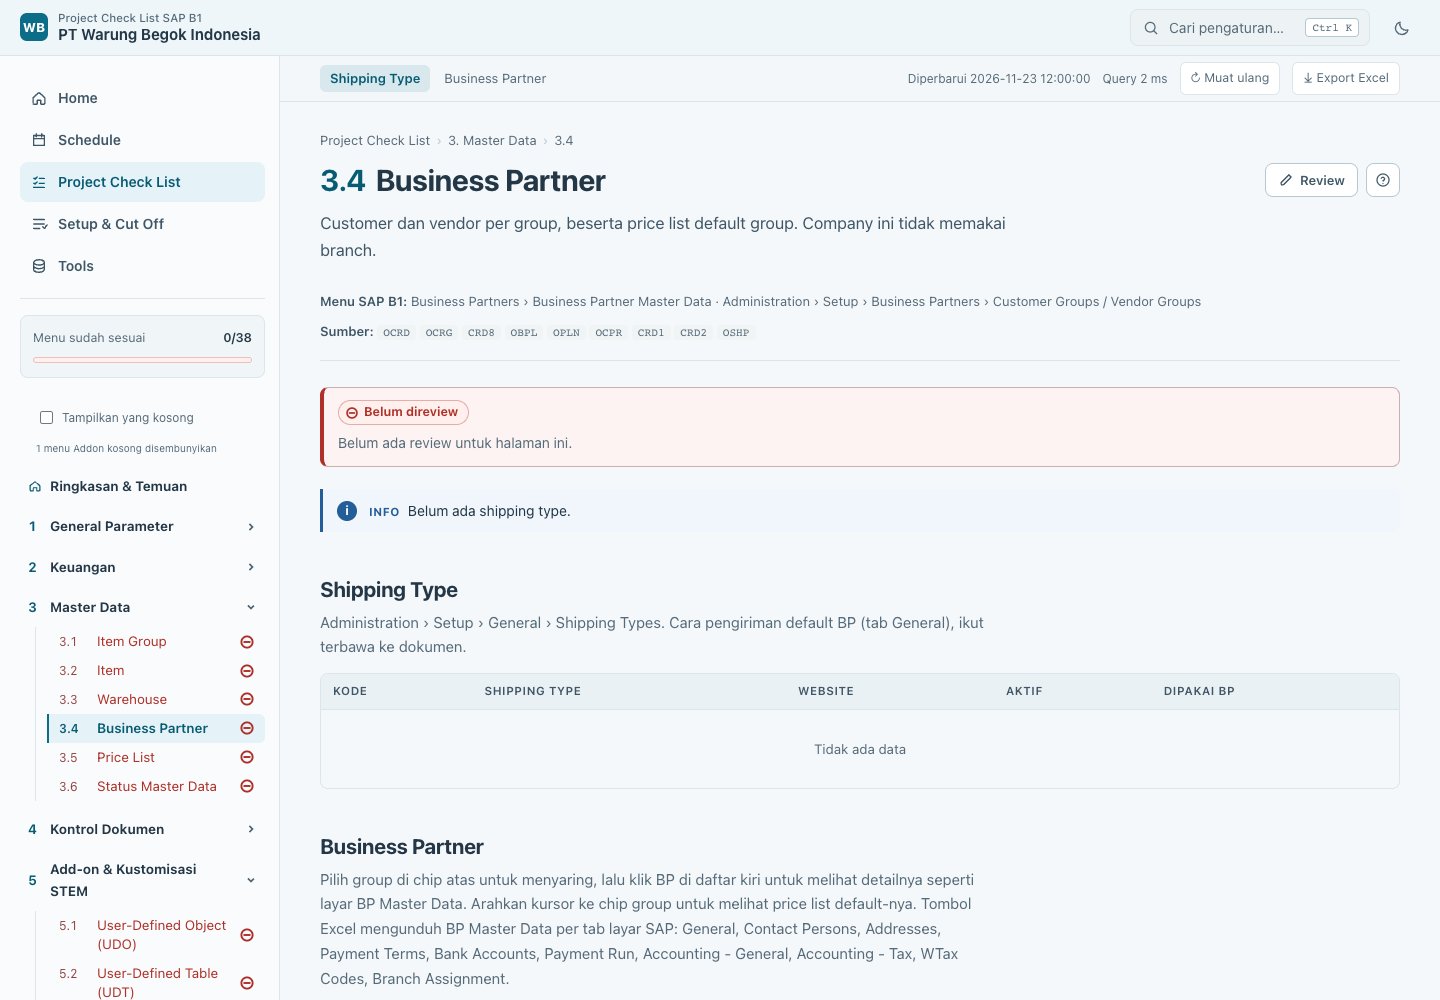 WB
Project Check List SAP B1
PT Warung Begok Indonesia
Cari pengaturan...
Ctrl K
Home
Schedule
Project Check List
Setup & Cut Off
Tools
Menu sudah sesuai 0/38
Tampilkan yang kosong
1 menu Addon kosong disembunyikan
Ringkasan & Temuan
1 General Parameter
2 Keuangan
3 Master Data
3.1 Item Group
3.2 Item
3.3 Warehouse
3.4 Business Partner
3.5 Price List
3.6 Status Master Data
4 Kontrol Dokumen
5 Add-on & Kustomisasi
STEM
5.1 User-Defined Object
(UDO)
5.2 User-Defined Table
(UDT)
Shipping Type Business Partner
Diperbarui 2026-11-23 12:00:00 Query 2 ms
Muat ulang
Export Excel
Project Check List › 3. Master Data › 3.4
3.4 Business Partner
Review
Customer dan vendor per group, beserta price list default group. Company ini tidak memakai
branch.
Menu SAP B1: Business Partners › Business Partner Master Data · Administration › Setup › Business Partners › Customer Groups / Vendor Groups
Sumber: OCRD OCRG CRD8 OBPL OPLN OCPR CRD1 CRD2 OSHP
Belum direview
Belum ada review untuk halaman ini.
i INFO Belum ada shipping type.
Shipping Type
Administration › Setup › General › Shipping Types. Cara pengiriman default BP (tab General), ikut
terbawa ke dokumen.
KODE SHIPPING TYPE WEBSITE AKTIF DIPAKAI BP
Tidak ada data
Business Partner
Pilih group di chip atas untuk menyaring, lalu klik BP di daftar kiri untuk melihat detailnya seperti
layar BP Master Data. Arahkan kursor ke chip group untuk melihat price list default-nya. Tombol
Excel mengunduh BP Master Data per tab layar SAP: General, Contact Persons, Addresses,
Payment Terms, Bank Accounts, Payment Run, Accounting - General, Accounting - Tax, WTax
Codes, Branch Assignment.